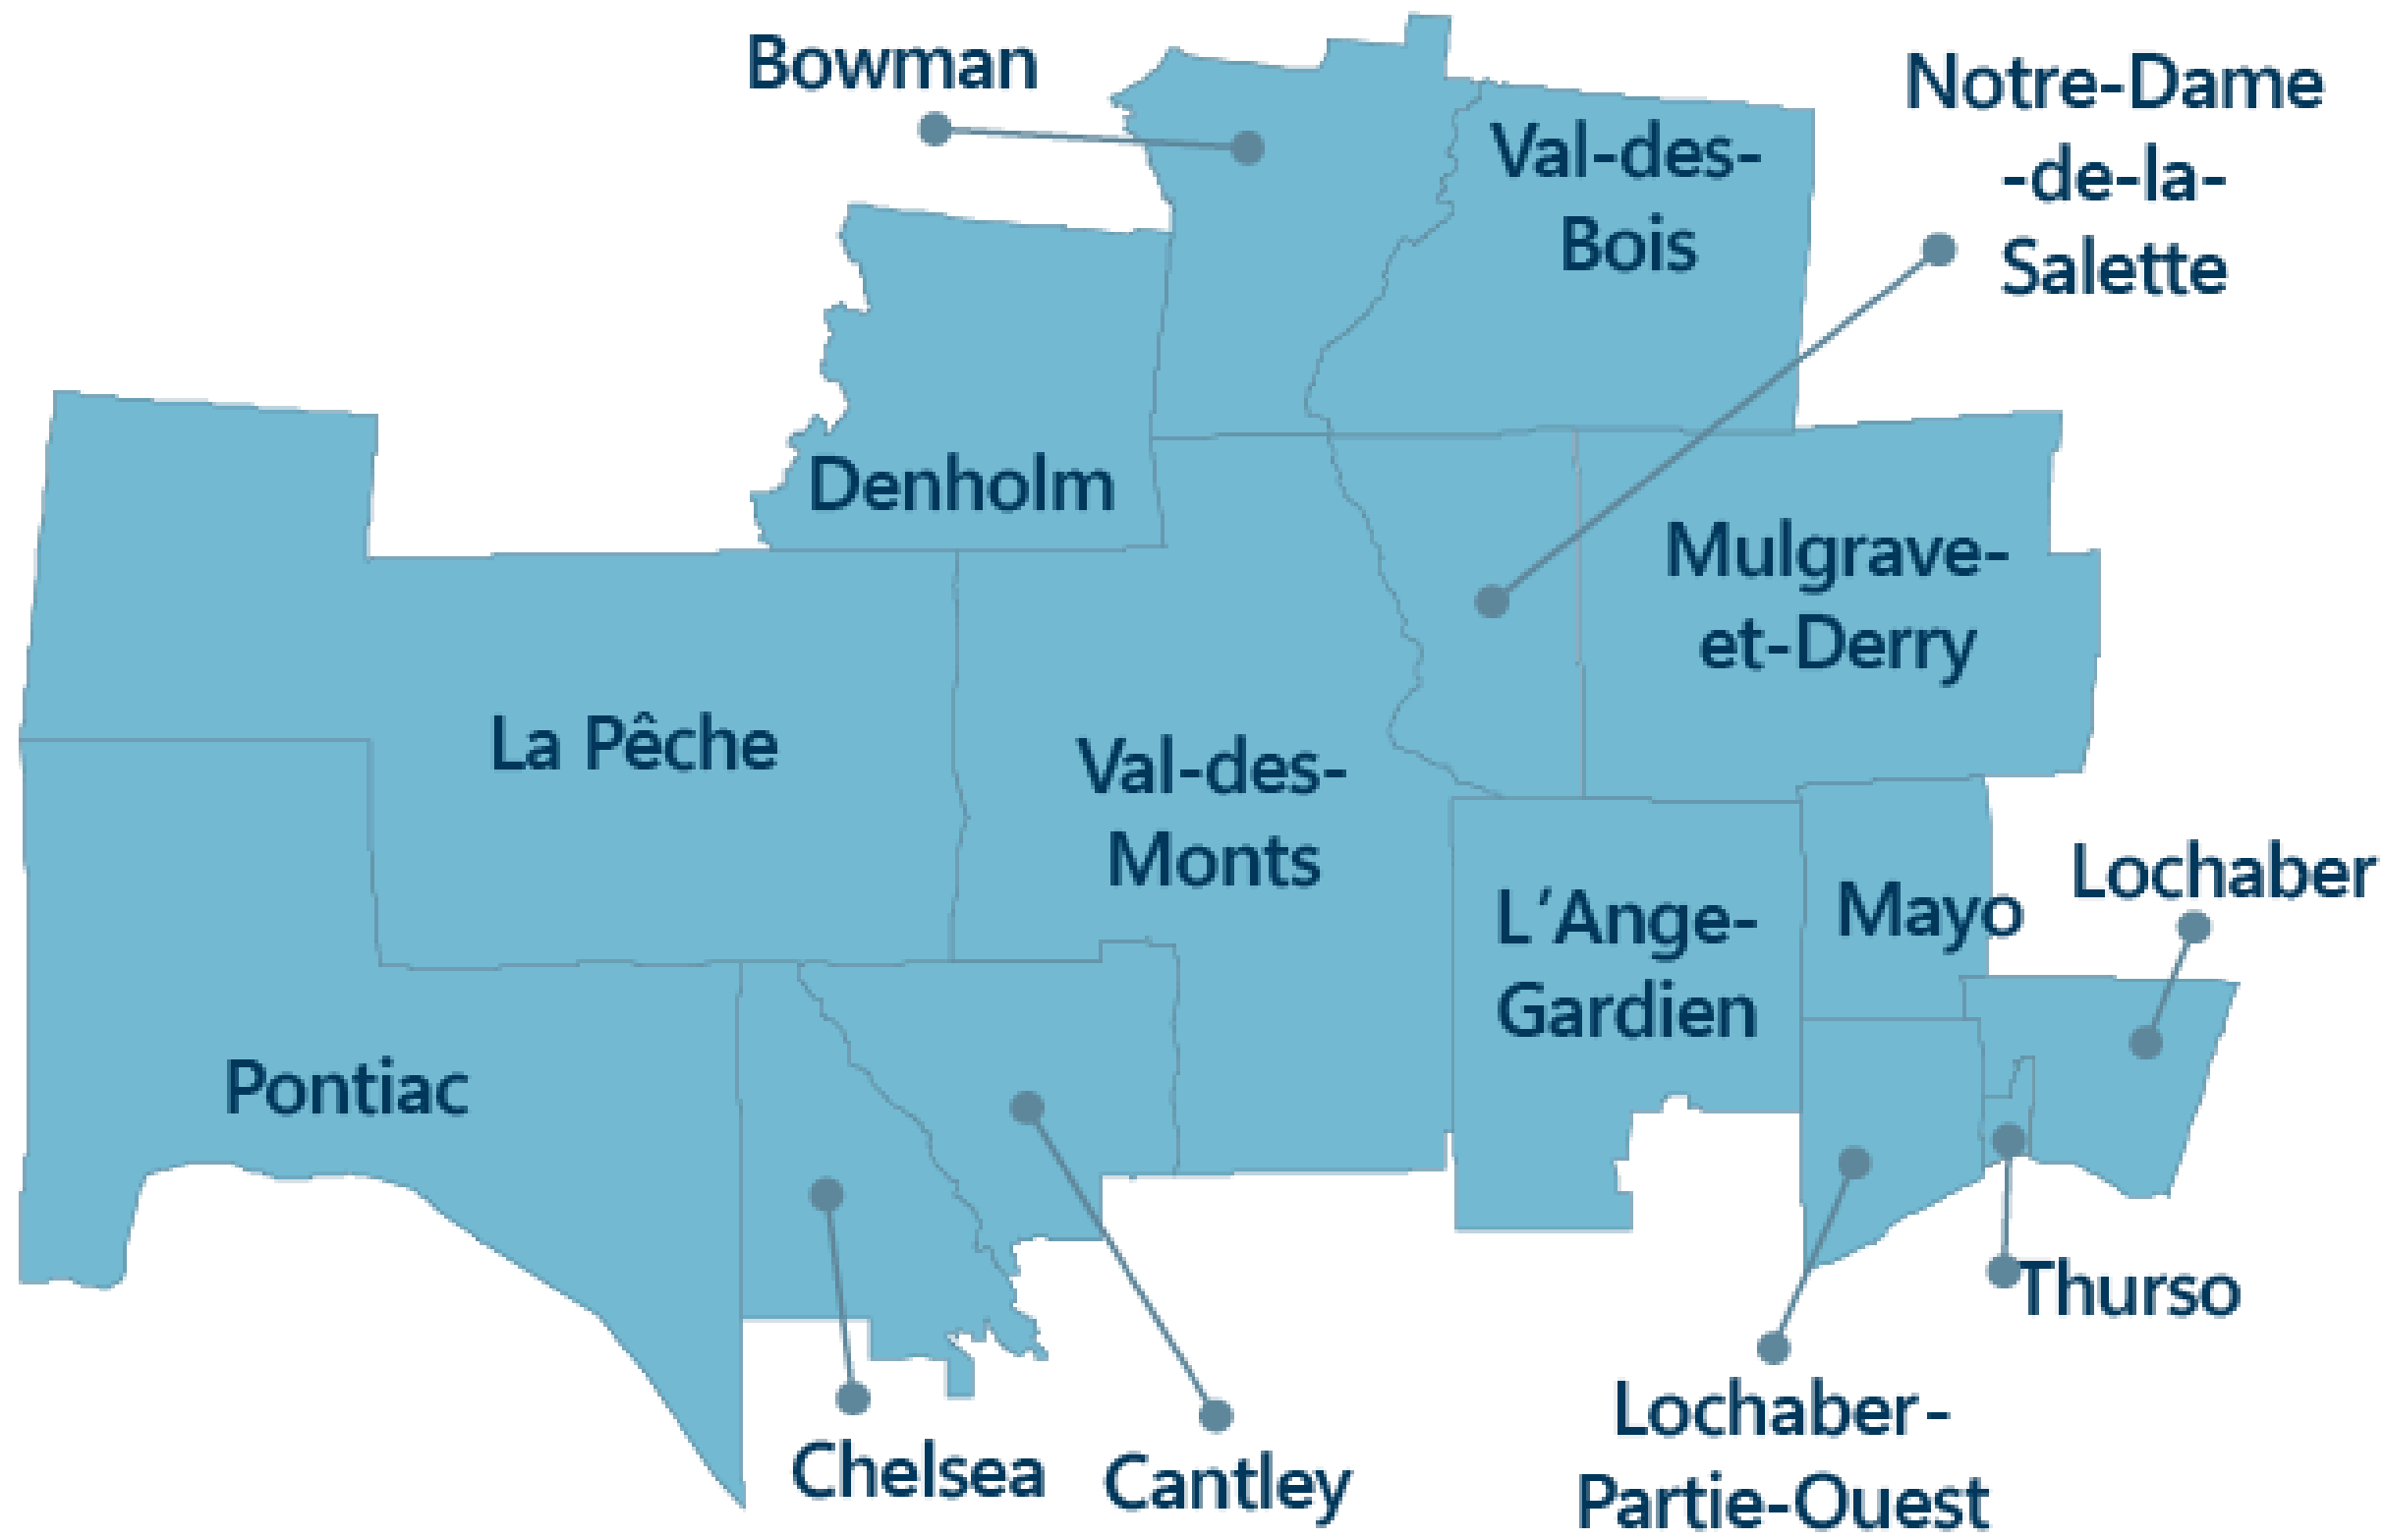 Bowman
Notre-Dame
-de-la-
Salette
Val-des-
Bois
Denholm
Mulgrave-
et-Derry
La Pêche
Val-des-
Monts
Lochaber
L'Ange-
Gardien
Mayo
Pontiac
Thurso
Chelsea
Cantley
Lochaber-
Partie-Ouest